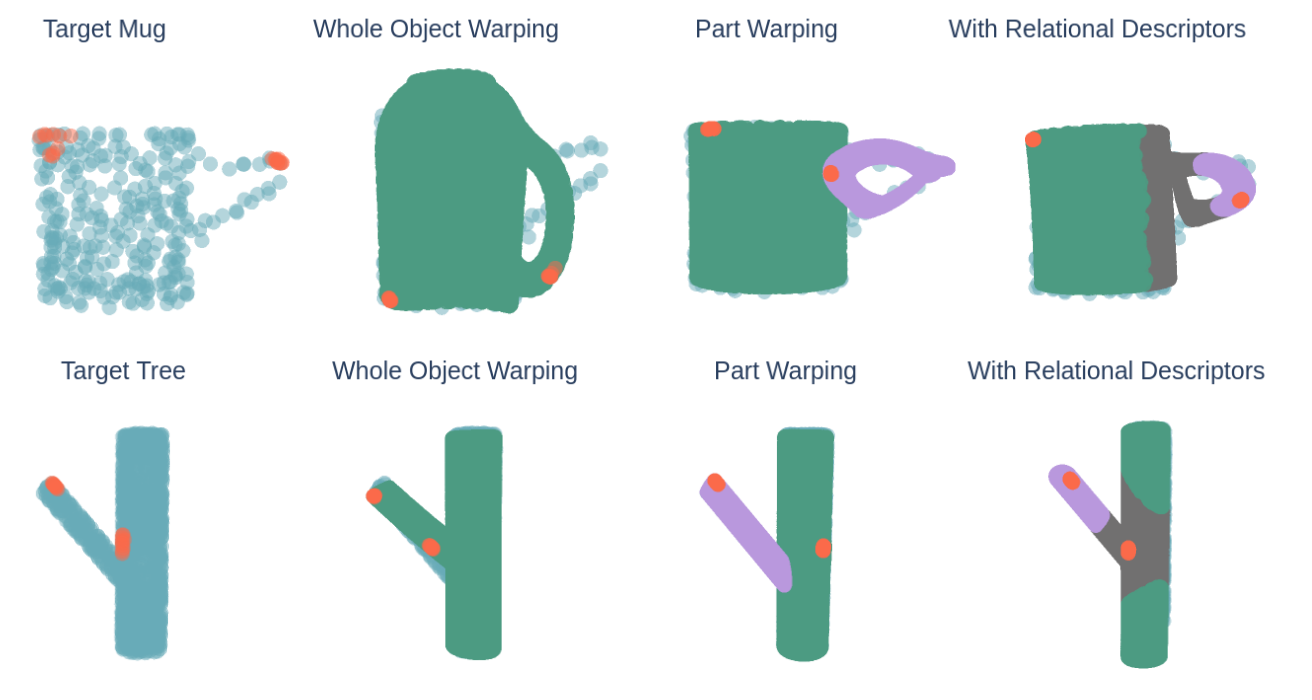 Target Mug
Whole Object Warping
Part Warping
With Relational Descriptors
Target Tree
Whole Object Warping
Part Warping
With Relational Descriptors